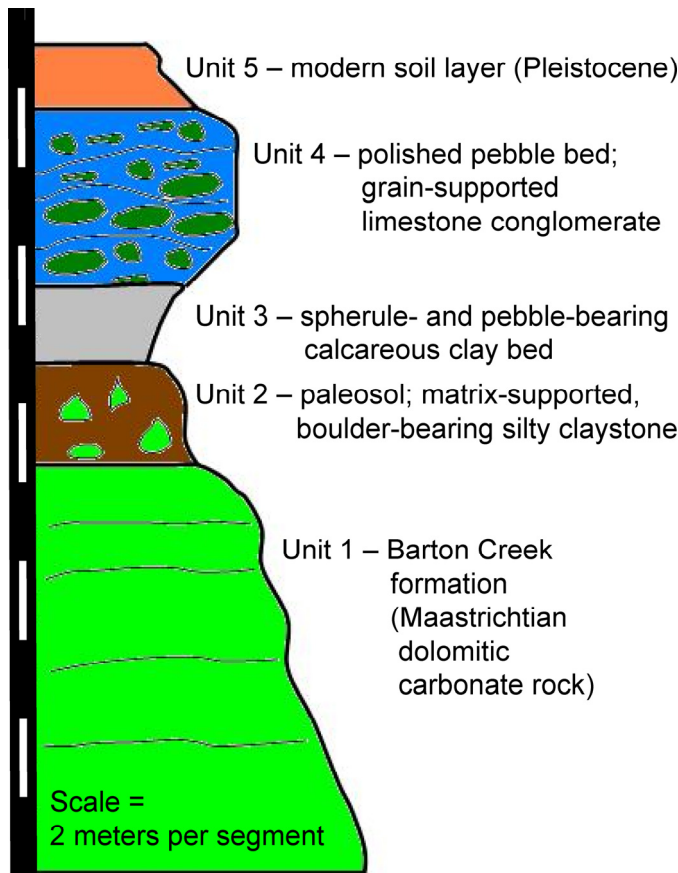 Unit 5 – modern soil layer (Pleistocene)
Unit 4 – polished pebble bed;
grain-supported
limestone conglomerate
Unit 3 – spherule- and pebble-bearing
calcareous clay bed
Unit 2 – paleosol; matrix-supported,
boulder-bearing silty claystone
Unit 1 – Barton Creek
formation
(Maastrichtian
dolomitic
carbonate rock)
Scale =
2 meters per segment